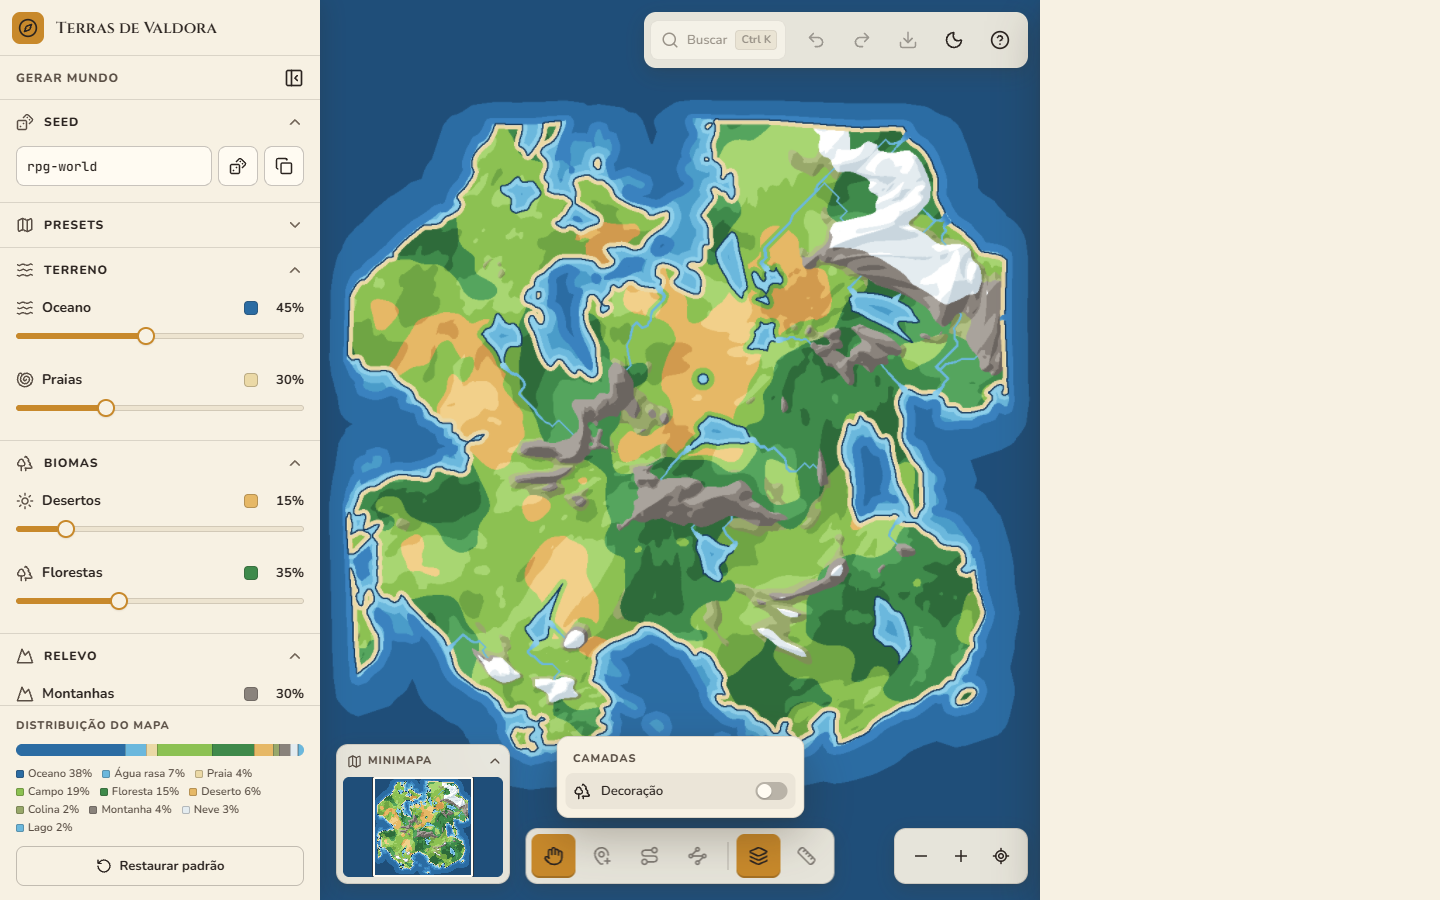 TERRAS DE VALDORA
GERAR MUNDO
SEED
rpg-world
PRESETS
TERRENO
Oceano 45%
Praias 30%
BIOMAS
Desertos 15%
Florestas 35%
RELEVO
Montanhas 30%
DISTRIBUIÇÃO DO MAPA
Oceano 38% Água rasa 7% Praia 4%
Campo 19% Floresta 15% Deserto 6%
Colina 2% Montanha 4% Neve 3%
Lago 2%
Restaurar padrão
Buscar Ctrl K
MINIMAPA
CAMADAS
Decoração